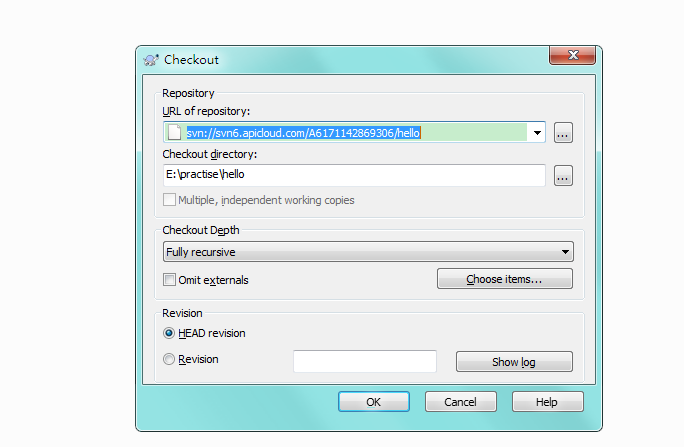 Checkout
Repository
URL of repository:
svn://svn6.apicloud.com/A6171142869306/hello
...
Checkout directory:
E:\practise\hello
...
Multiple, independent working copies
Checkout Depth
Fully recursive
Omit externals
Choose items...
Revision
HEAD revision
Revision
Show log
OK
Cancel
Help